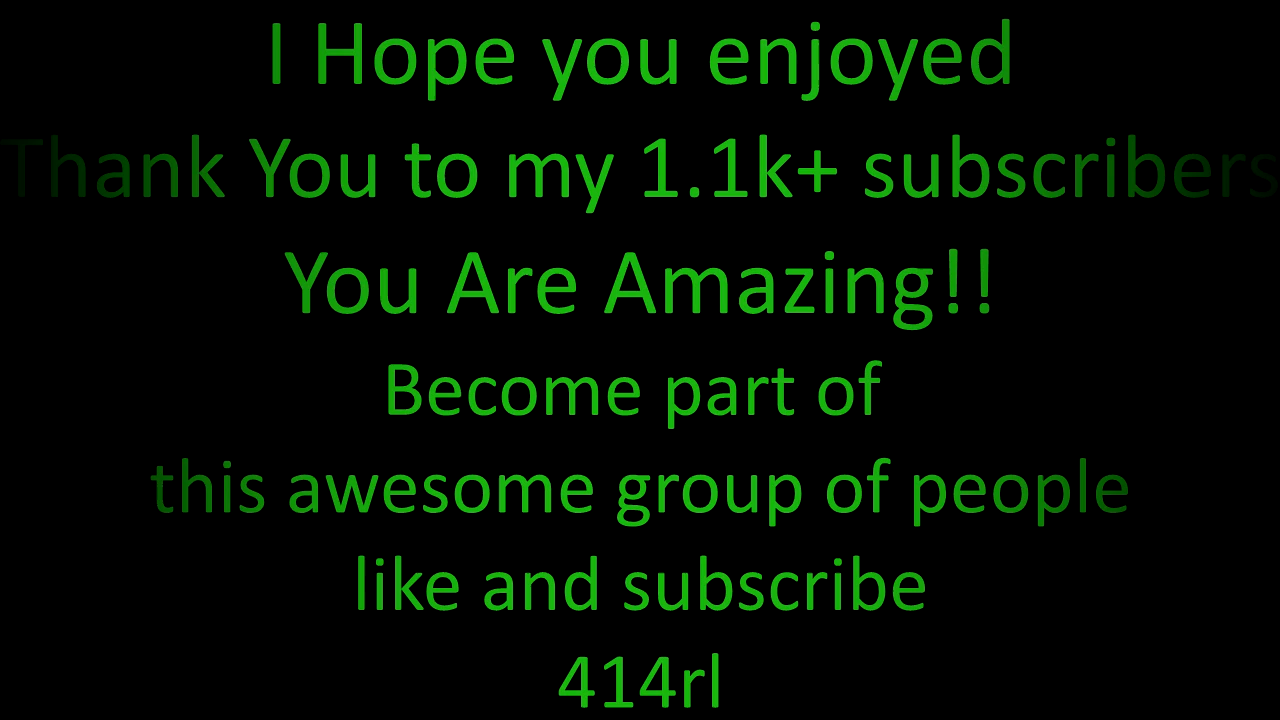 I Hope you enjoyed
Thank You to my 1.1k+ subscribers
You Are Amazing!!
Become part of
this awesome group of people
like and subscribe
414rl